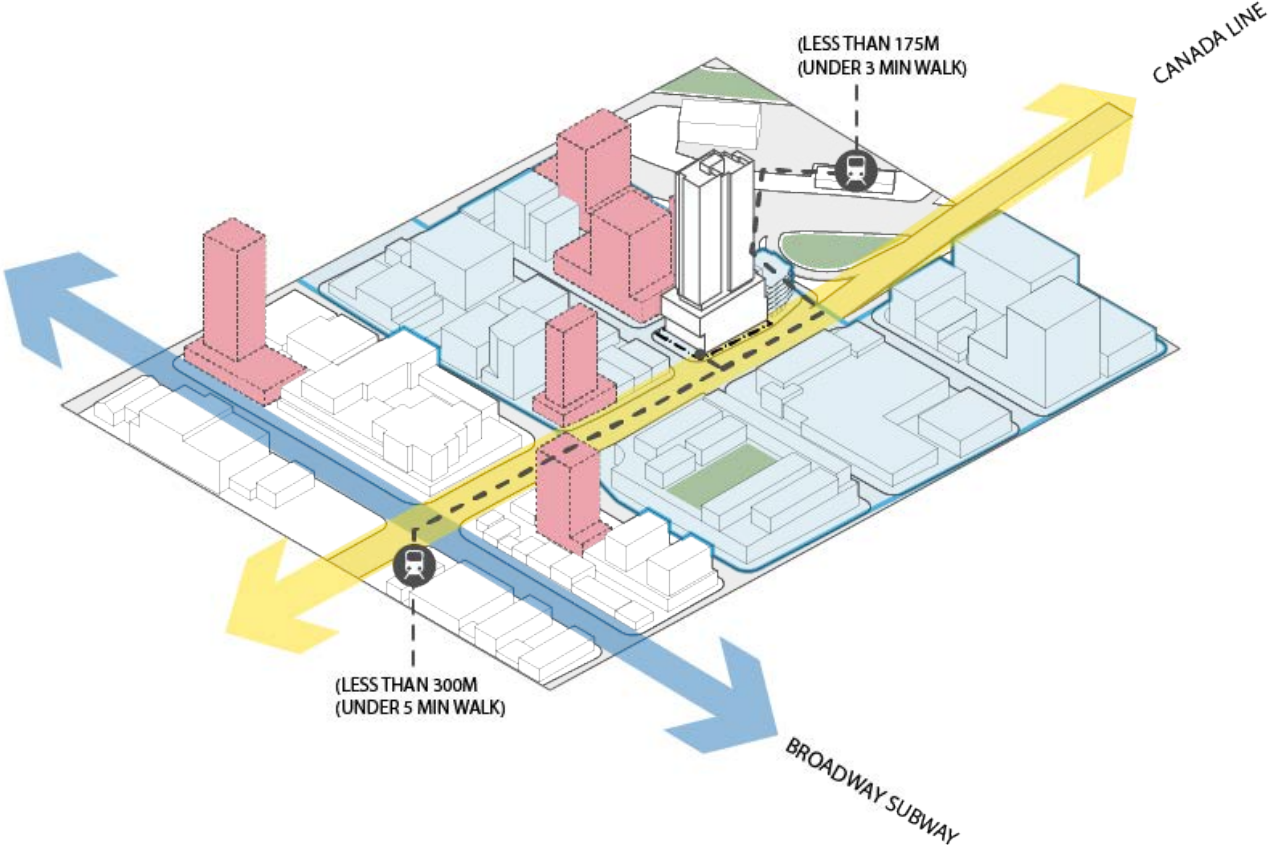 (LESS THAN 175M
(UNDER 3 MIN WALK)
CANADA LINE
(LESS THAN 300M
(UNDER 5 MIN WALK)
BROADWAY SUBWAY